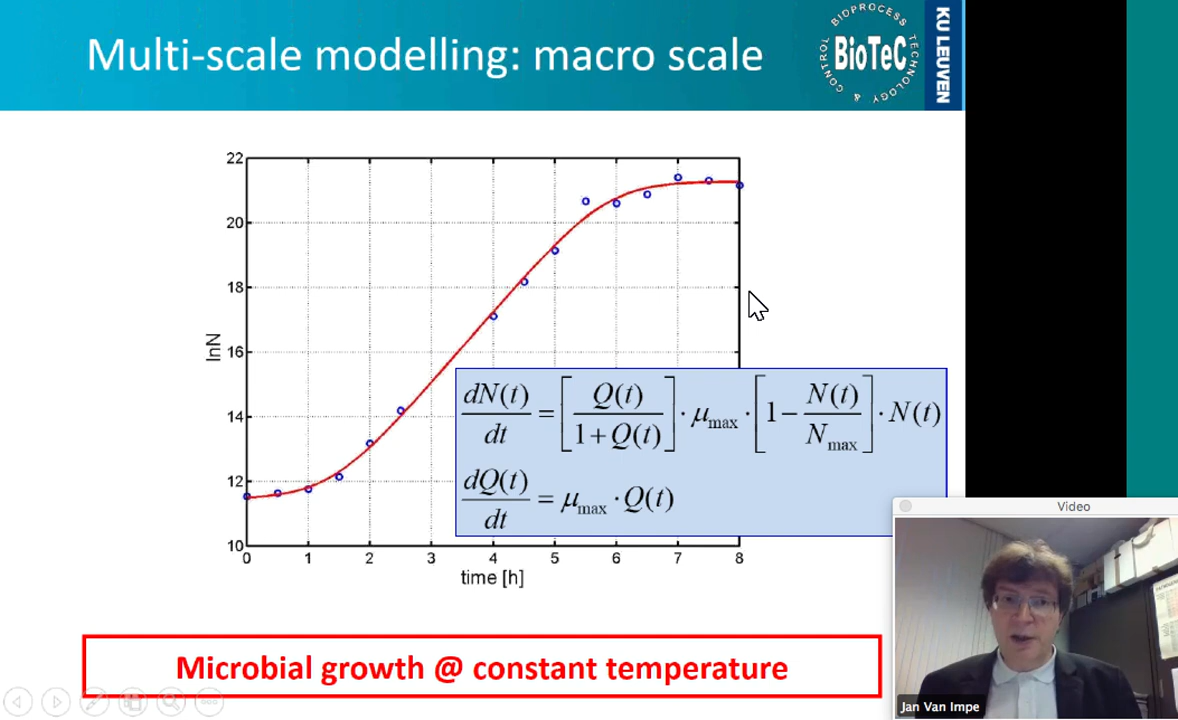 Multi-scale modelling: macro scale
BIOPROCESS
TECHNOLOGY
& CONTROL
BioTeC
KU LEUVEN
22
20
18
16
14
12
10
lnN
0 1 2 3 4 5 6 7 8
time [h]
dN(t)/dt = [Q(t)/(1+Q(t))] · μmax · [1 − N(t)/Nmax] · N(t)
dQ(t)/dt = μmax · Q(t)
Microbial growth @ constant temperature
Video
Jan Van Impe